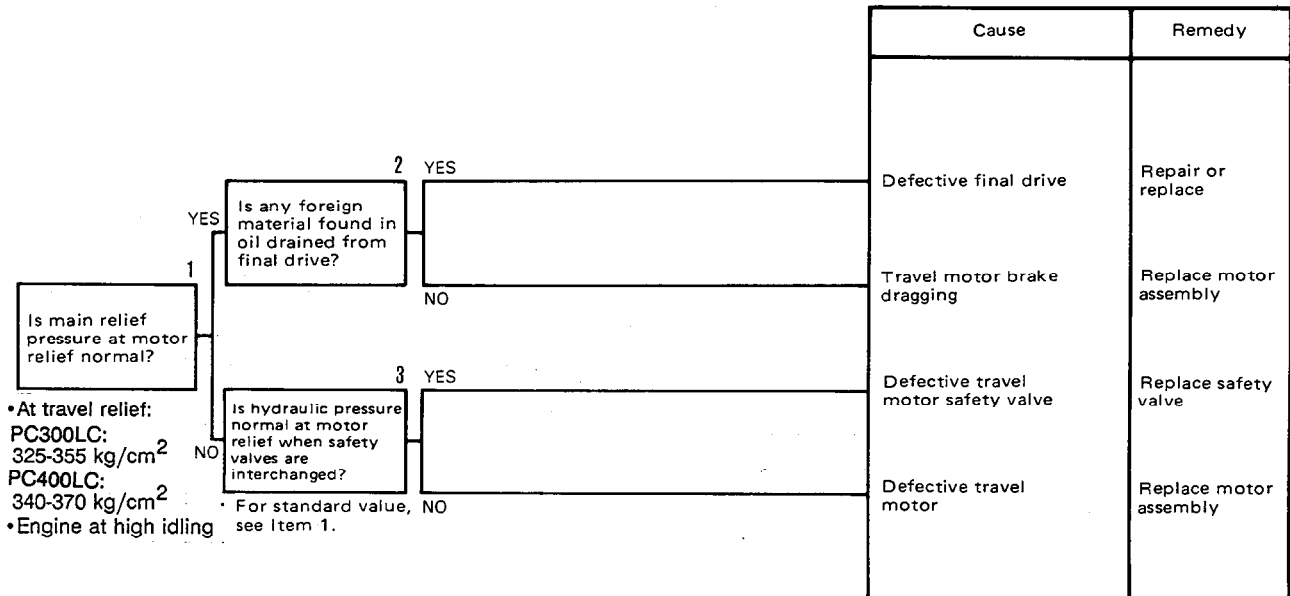 Cause
Remedy
2
YES
Is any foreign
material found in
oil drained from
final drive?
YES
Defective final drive
Repair or
replace
1
NO
Travel motor brake
dragging
Replace motor
assembly
Is main relief
pressure at motor
relief normal?
3
YES
Defective travel
motor safety valve
Replace safety
valve
•At travel relief:
PC300LC:
325-355 kg/cm²
PC400LC:
340-370 kg/cm²
•Engine at high idling
NO
Is hydraulic pressure
normal at motor
relief when safety
valves are
interchanged?
· For standard value,
see Item 1.
NO
Defective travel
motor
Replace motor
assembly